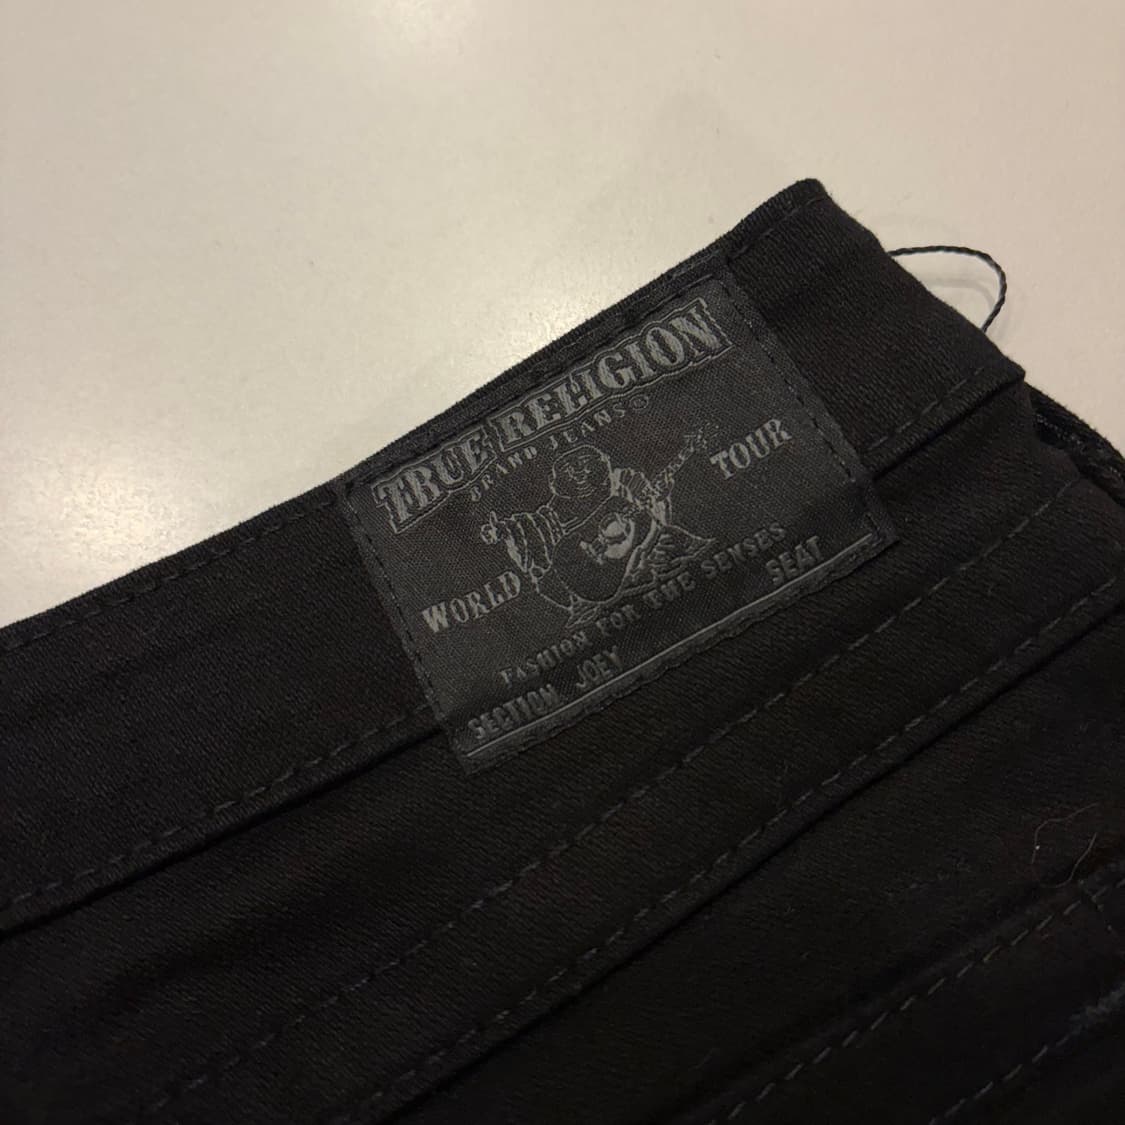 TRUE RELIGION
BRAND JEANS®
WORLD TOUR
FASHION FOR THE SENSES
SECTION JOEY SEAT